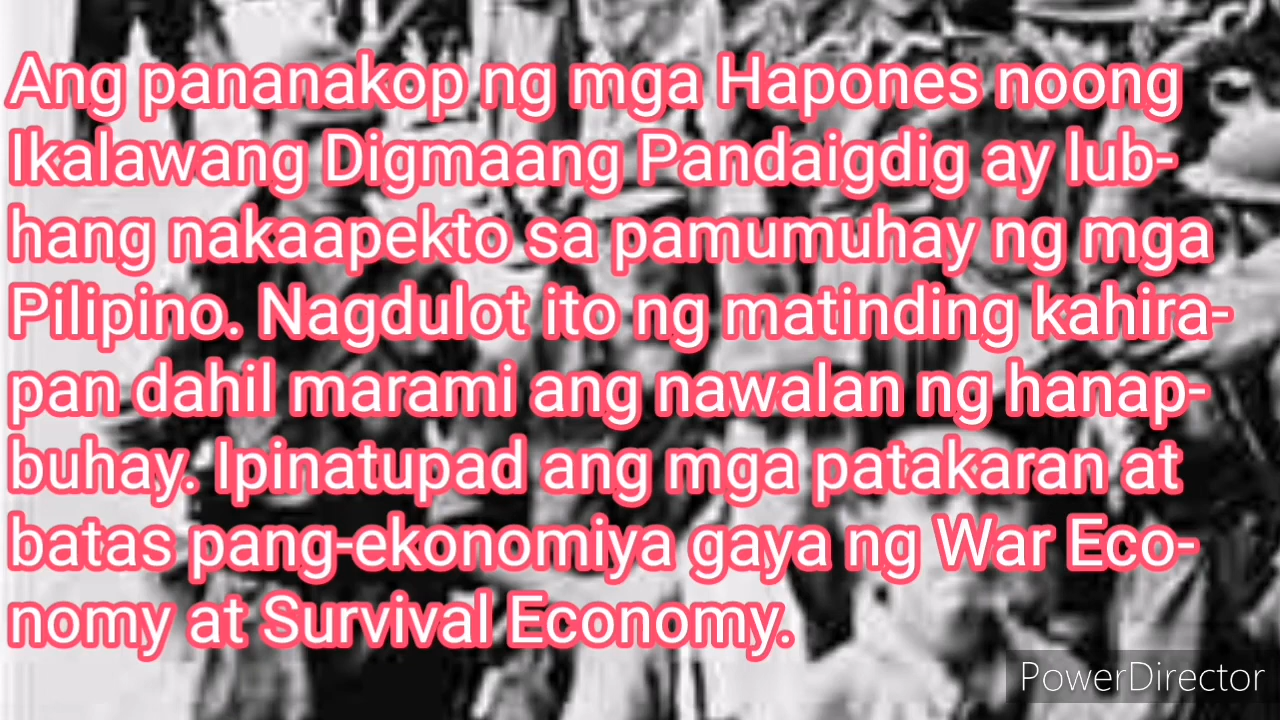 Ang pananakop ng mga Hapones noong
Ikalawang Digmaang Pandaigdig ay lub-
hang nakaapekto sa pamumuhay ng mga
Pilipino. Nagdulot ito ng matinding kahira-
pan dahil marami ang nawalan ng hanap-
buhay. Ipinatupad ang mga patakaran at
batas pang-ekonomiya gaya ng War Eco-
nomy at Survival Economy.
PowerDirector